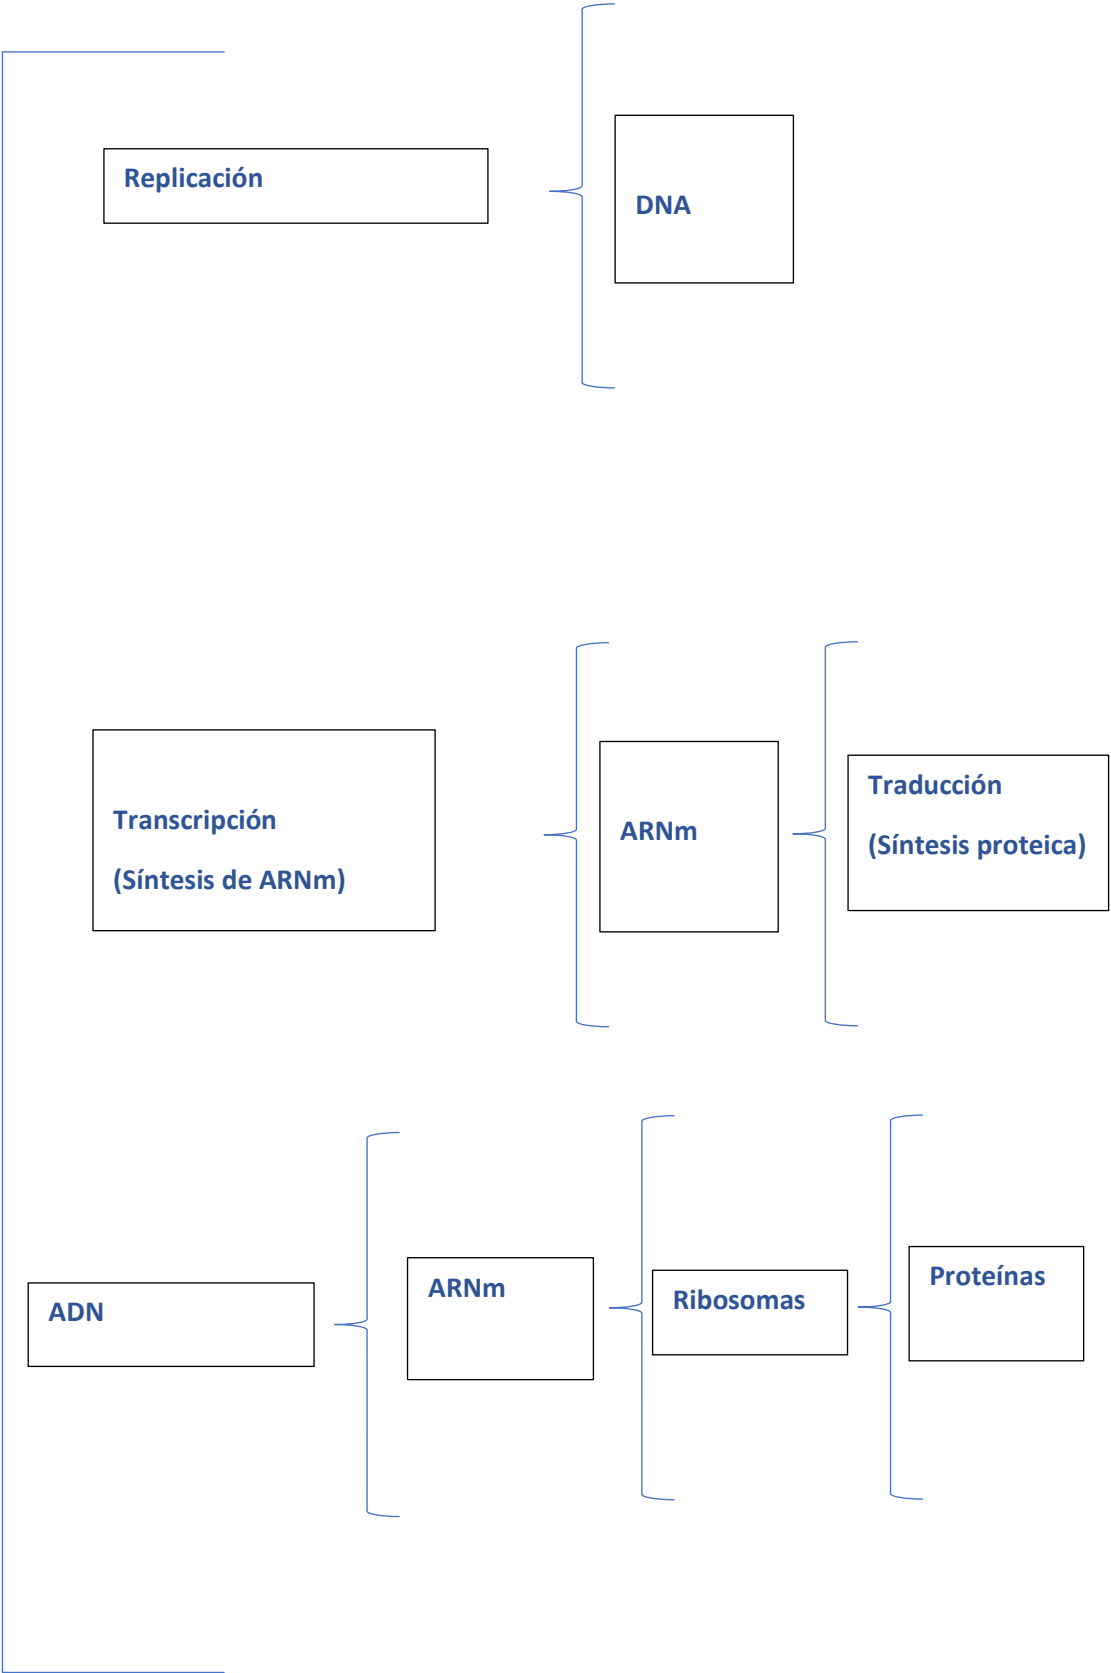 Replicación
DNA
Transcripción
(Síntesis de ARNm)
ARNm
Traducción
(Síntesis proteica)
ADN
ARNm
Ribosomas
Proteínas